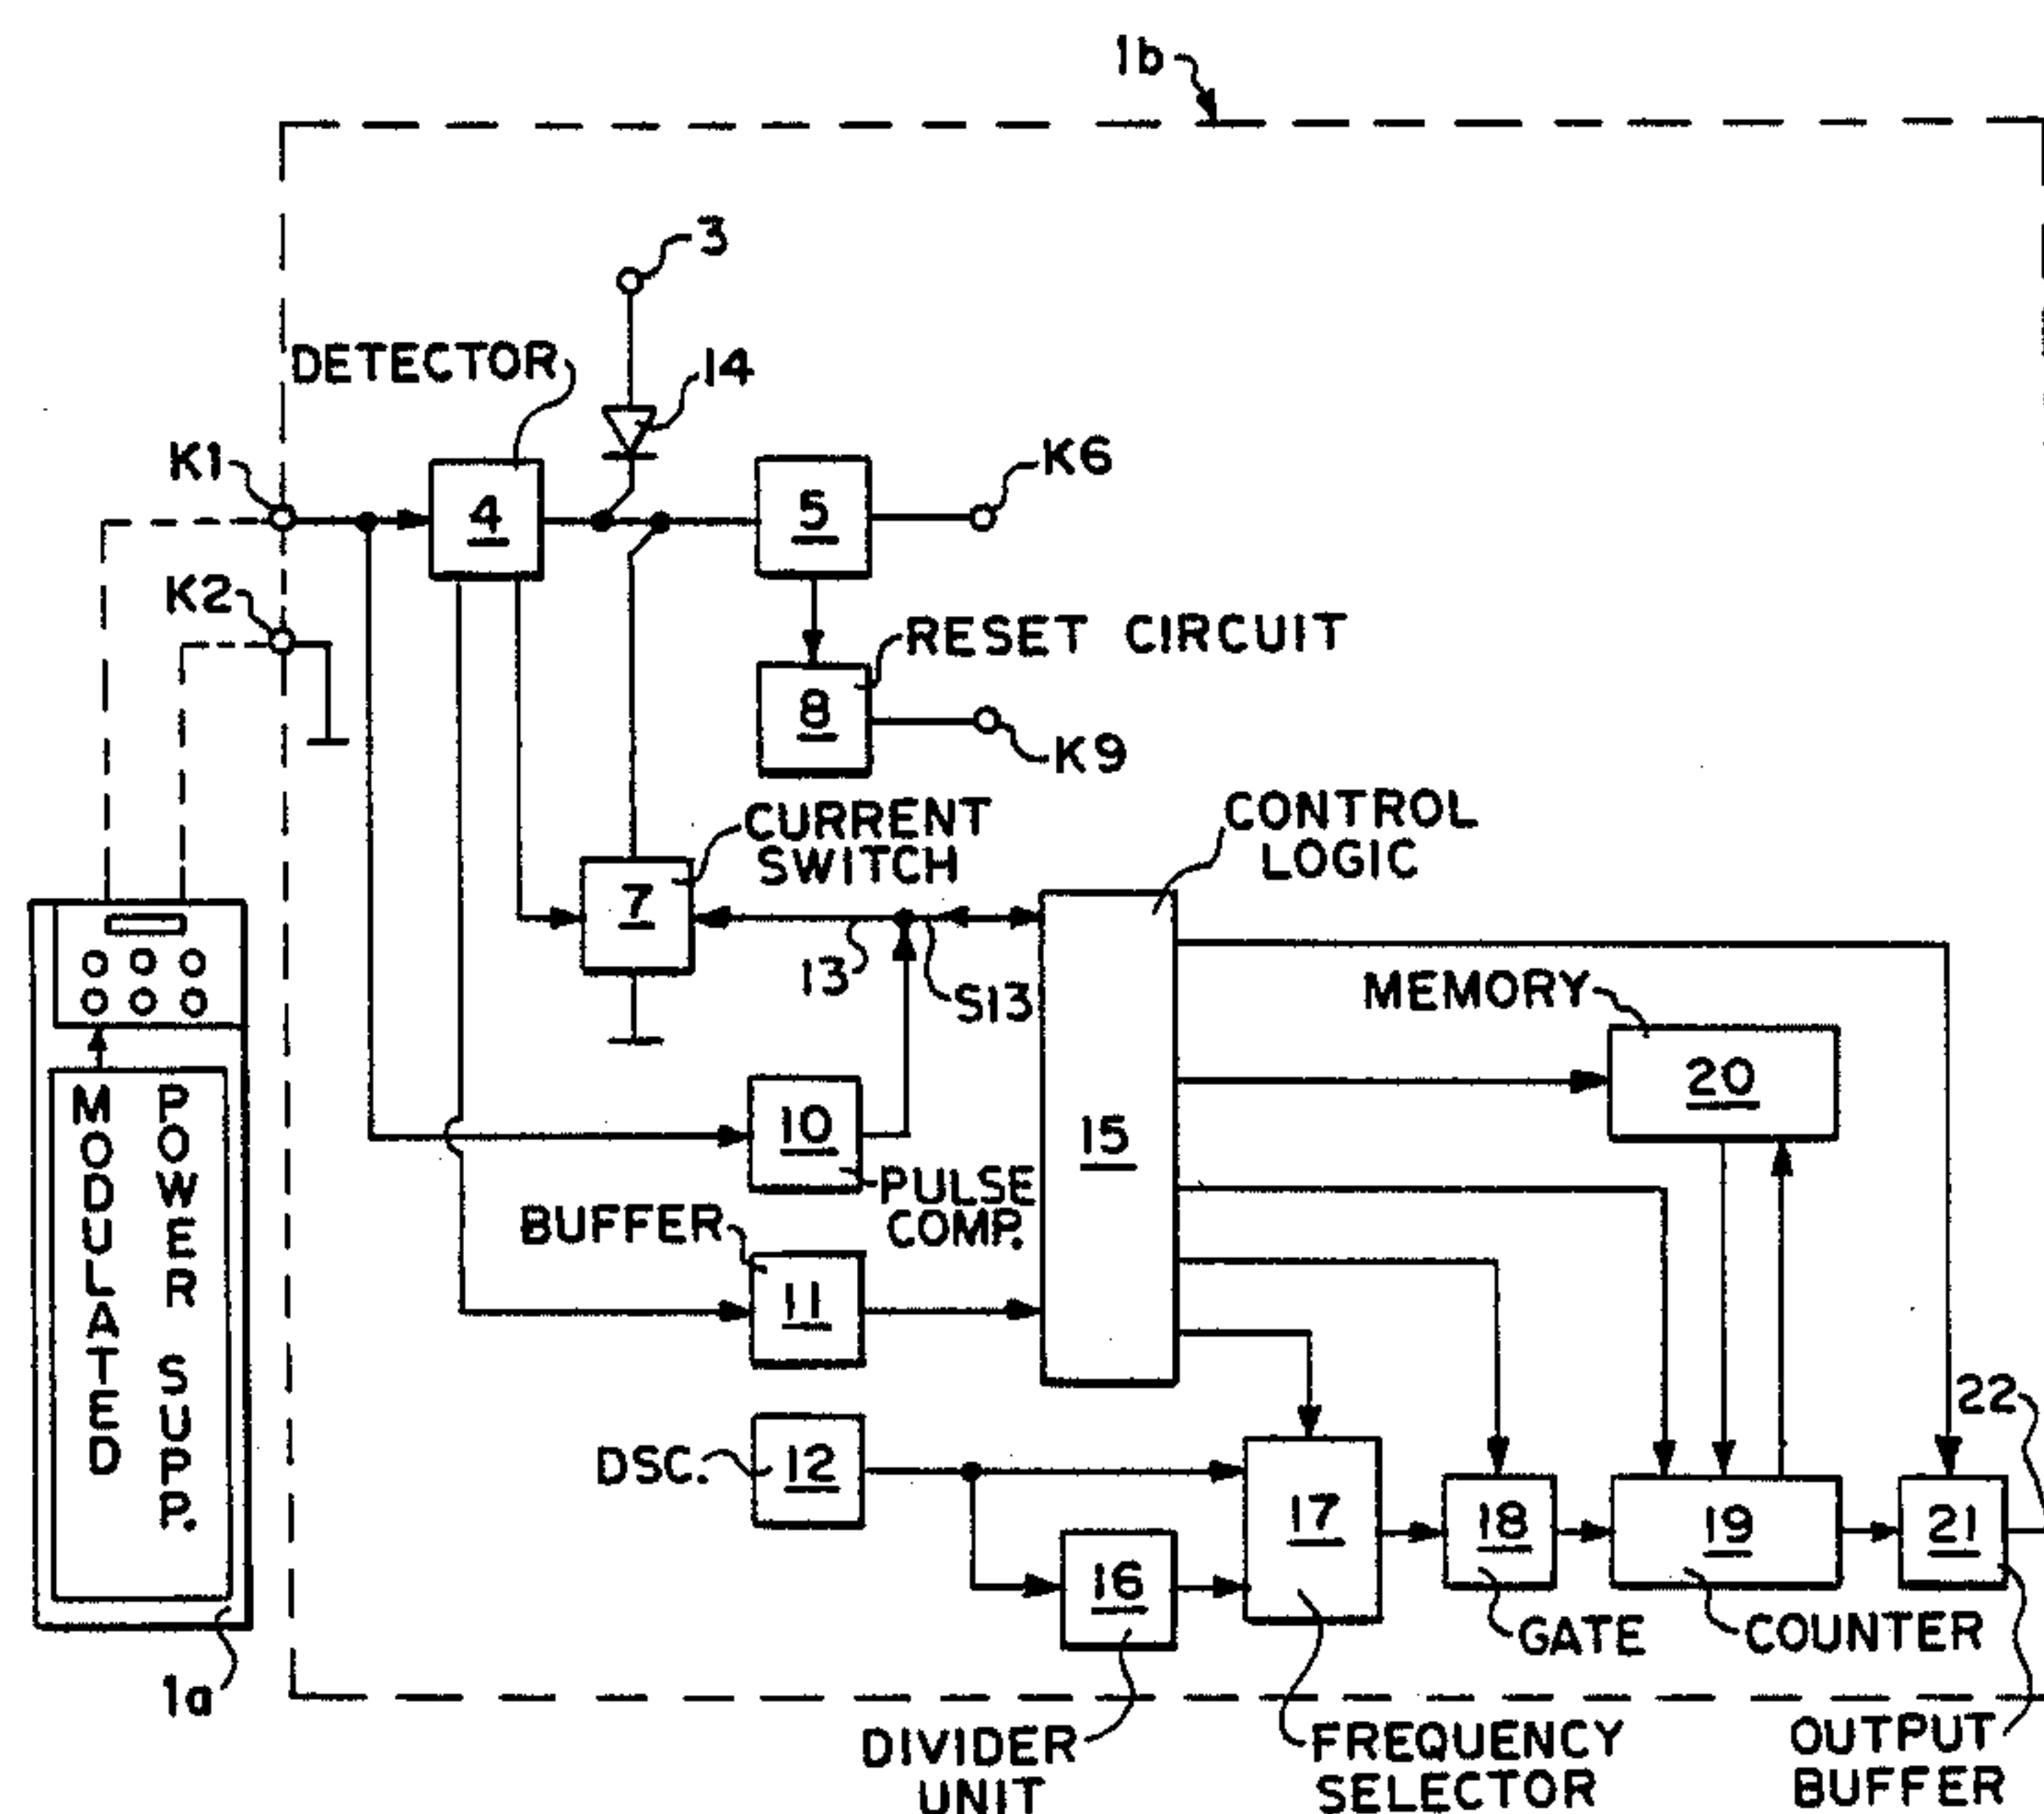 1b
3
DETECTOR
14
K1
4
5
K6
K2
RESET CIRCUIT
8
K9
CURRENT
SWITCH
CONTROL
LOGIC
7
13
S13
MEMORY
20
10
15
PULSE
COMP.
BUFFER
11
MODULATED
POWER SUPP.
DSC.
12
17
18
19
21
22
16
GATE
COUNTER
1a
DIVIDER
UNIT
FREQUENCY
SELECTOR
OUTPUT
BUFFER